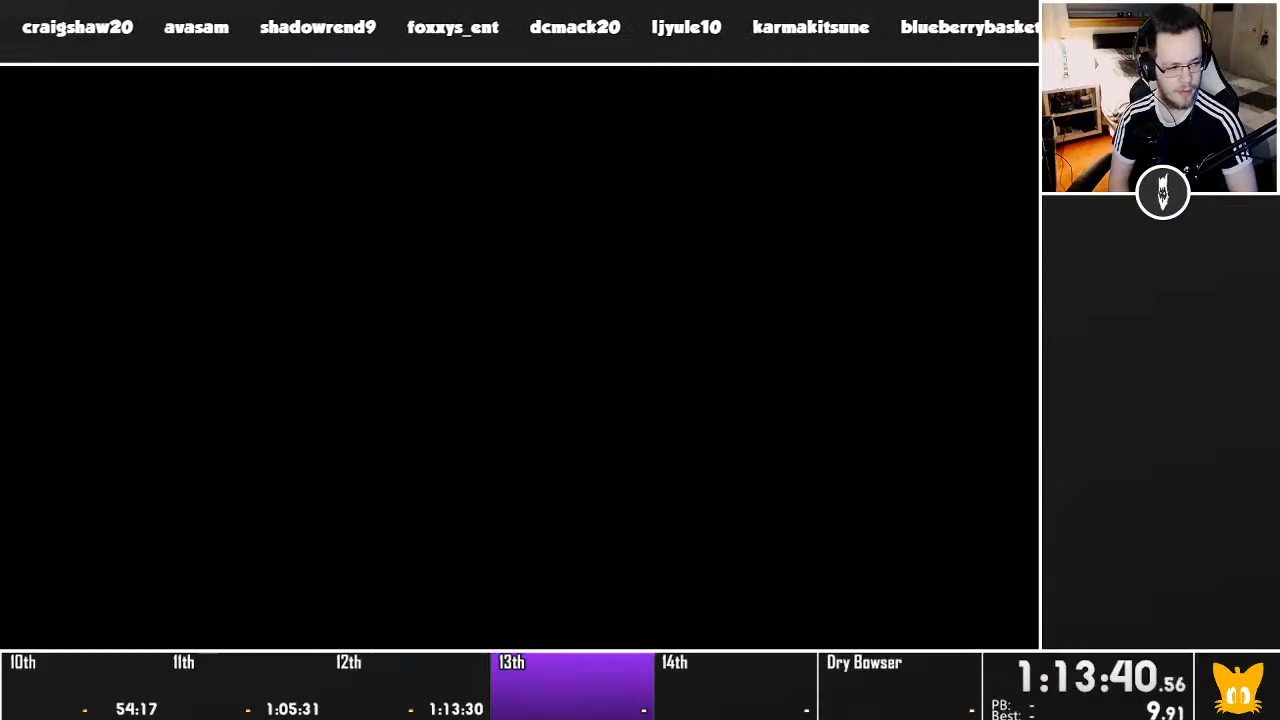 craigshaw20 avasam shadowrend9 foxxys_ent dcmack20 ljyule10 karmakitsune blueberrybasket
10th 11th 12th 13th 14th Dry Bowser 1:13:40.56
- 54:17 - 1:05:31 - 1:13:30 - - - PB: -
Best: - 9.91